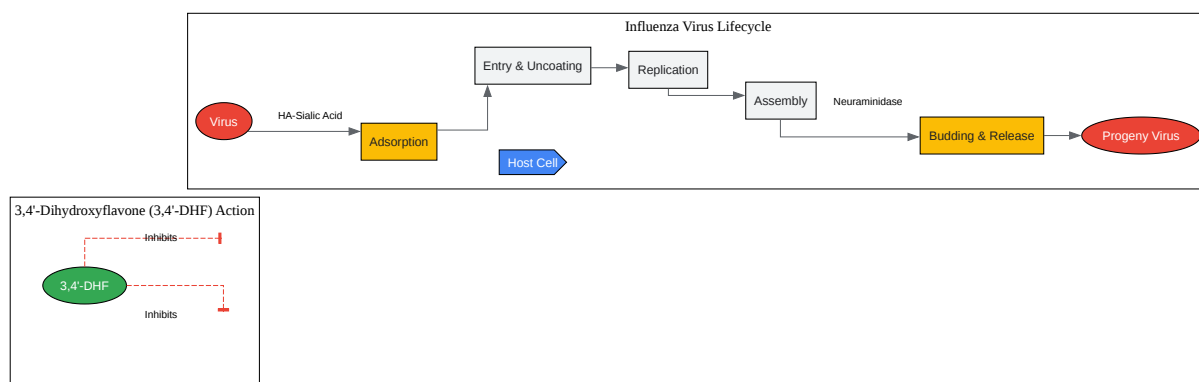 Influenza Virus Lifecycle
Entry & Uncoating
Replication
Assembly
Neuraminidase
Virus
HA-Sialic Acid
Adsorption
Budding & Release
Progeny Virus
Host Cell
3,4'-Dihydroxyflavone (3,4'-DHF) Action
Inhibits
3,4'-DHF
Inhibits